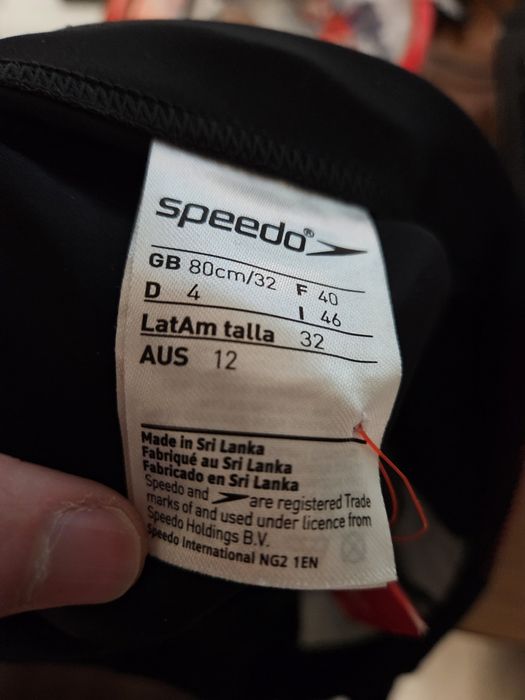 speedo®
GB 80cm/32 F 40
D 4 I 46
LatAm talla 32
AUS 12
Made in Sri Lanka
Fabriqué au Sri Lanka
Fabricado en Sri Lanka
Speedo and are registered Trade
marks of and used under licence from
Speedo Holdings B.V.
Speedo International NG2 1EN